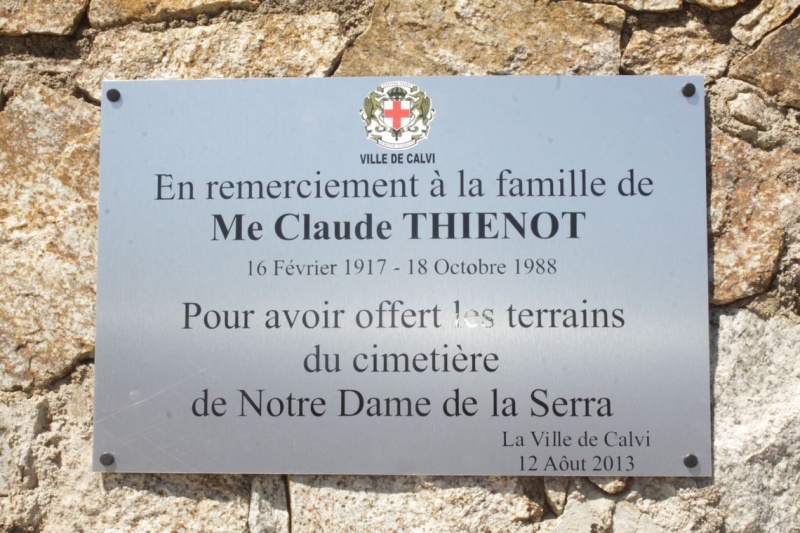 VILLE DE CALVI
En remerciement à la famille de
Me Claude THIENOT
16 Février 1917 - 18 Octobre 1988
Pour avoir offert les terrains
du cimetière
de Notre Dame de la Serra
La Ville de Calvi
12 Aôut 2013